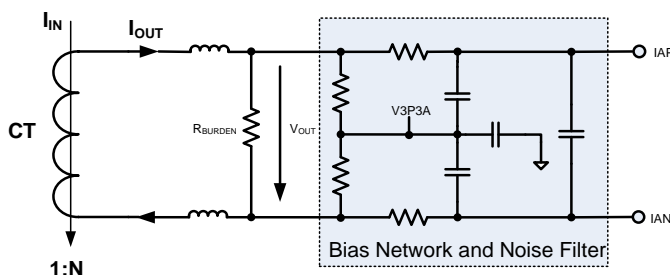 IIN
IOUT
IAP
CT
RBURDEN
VOUT
V3P3A
IAN
Bias Network and Noise Filter
1:N